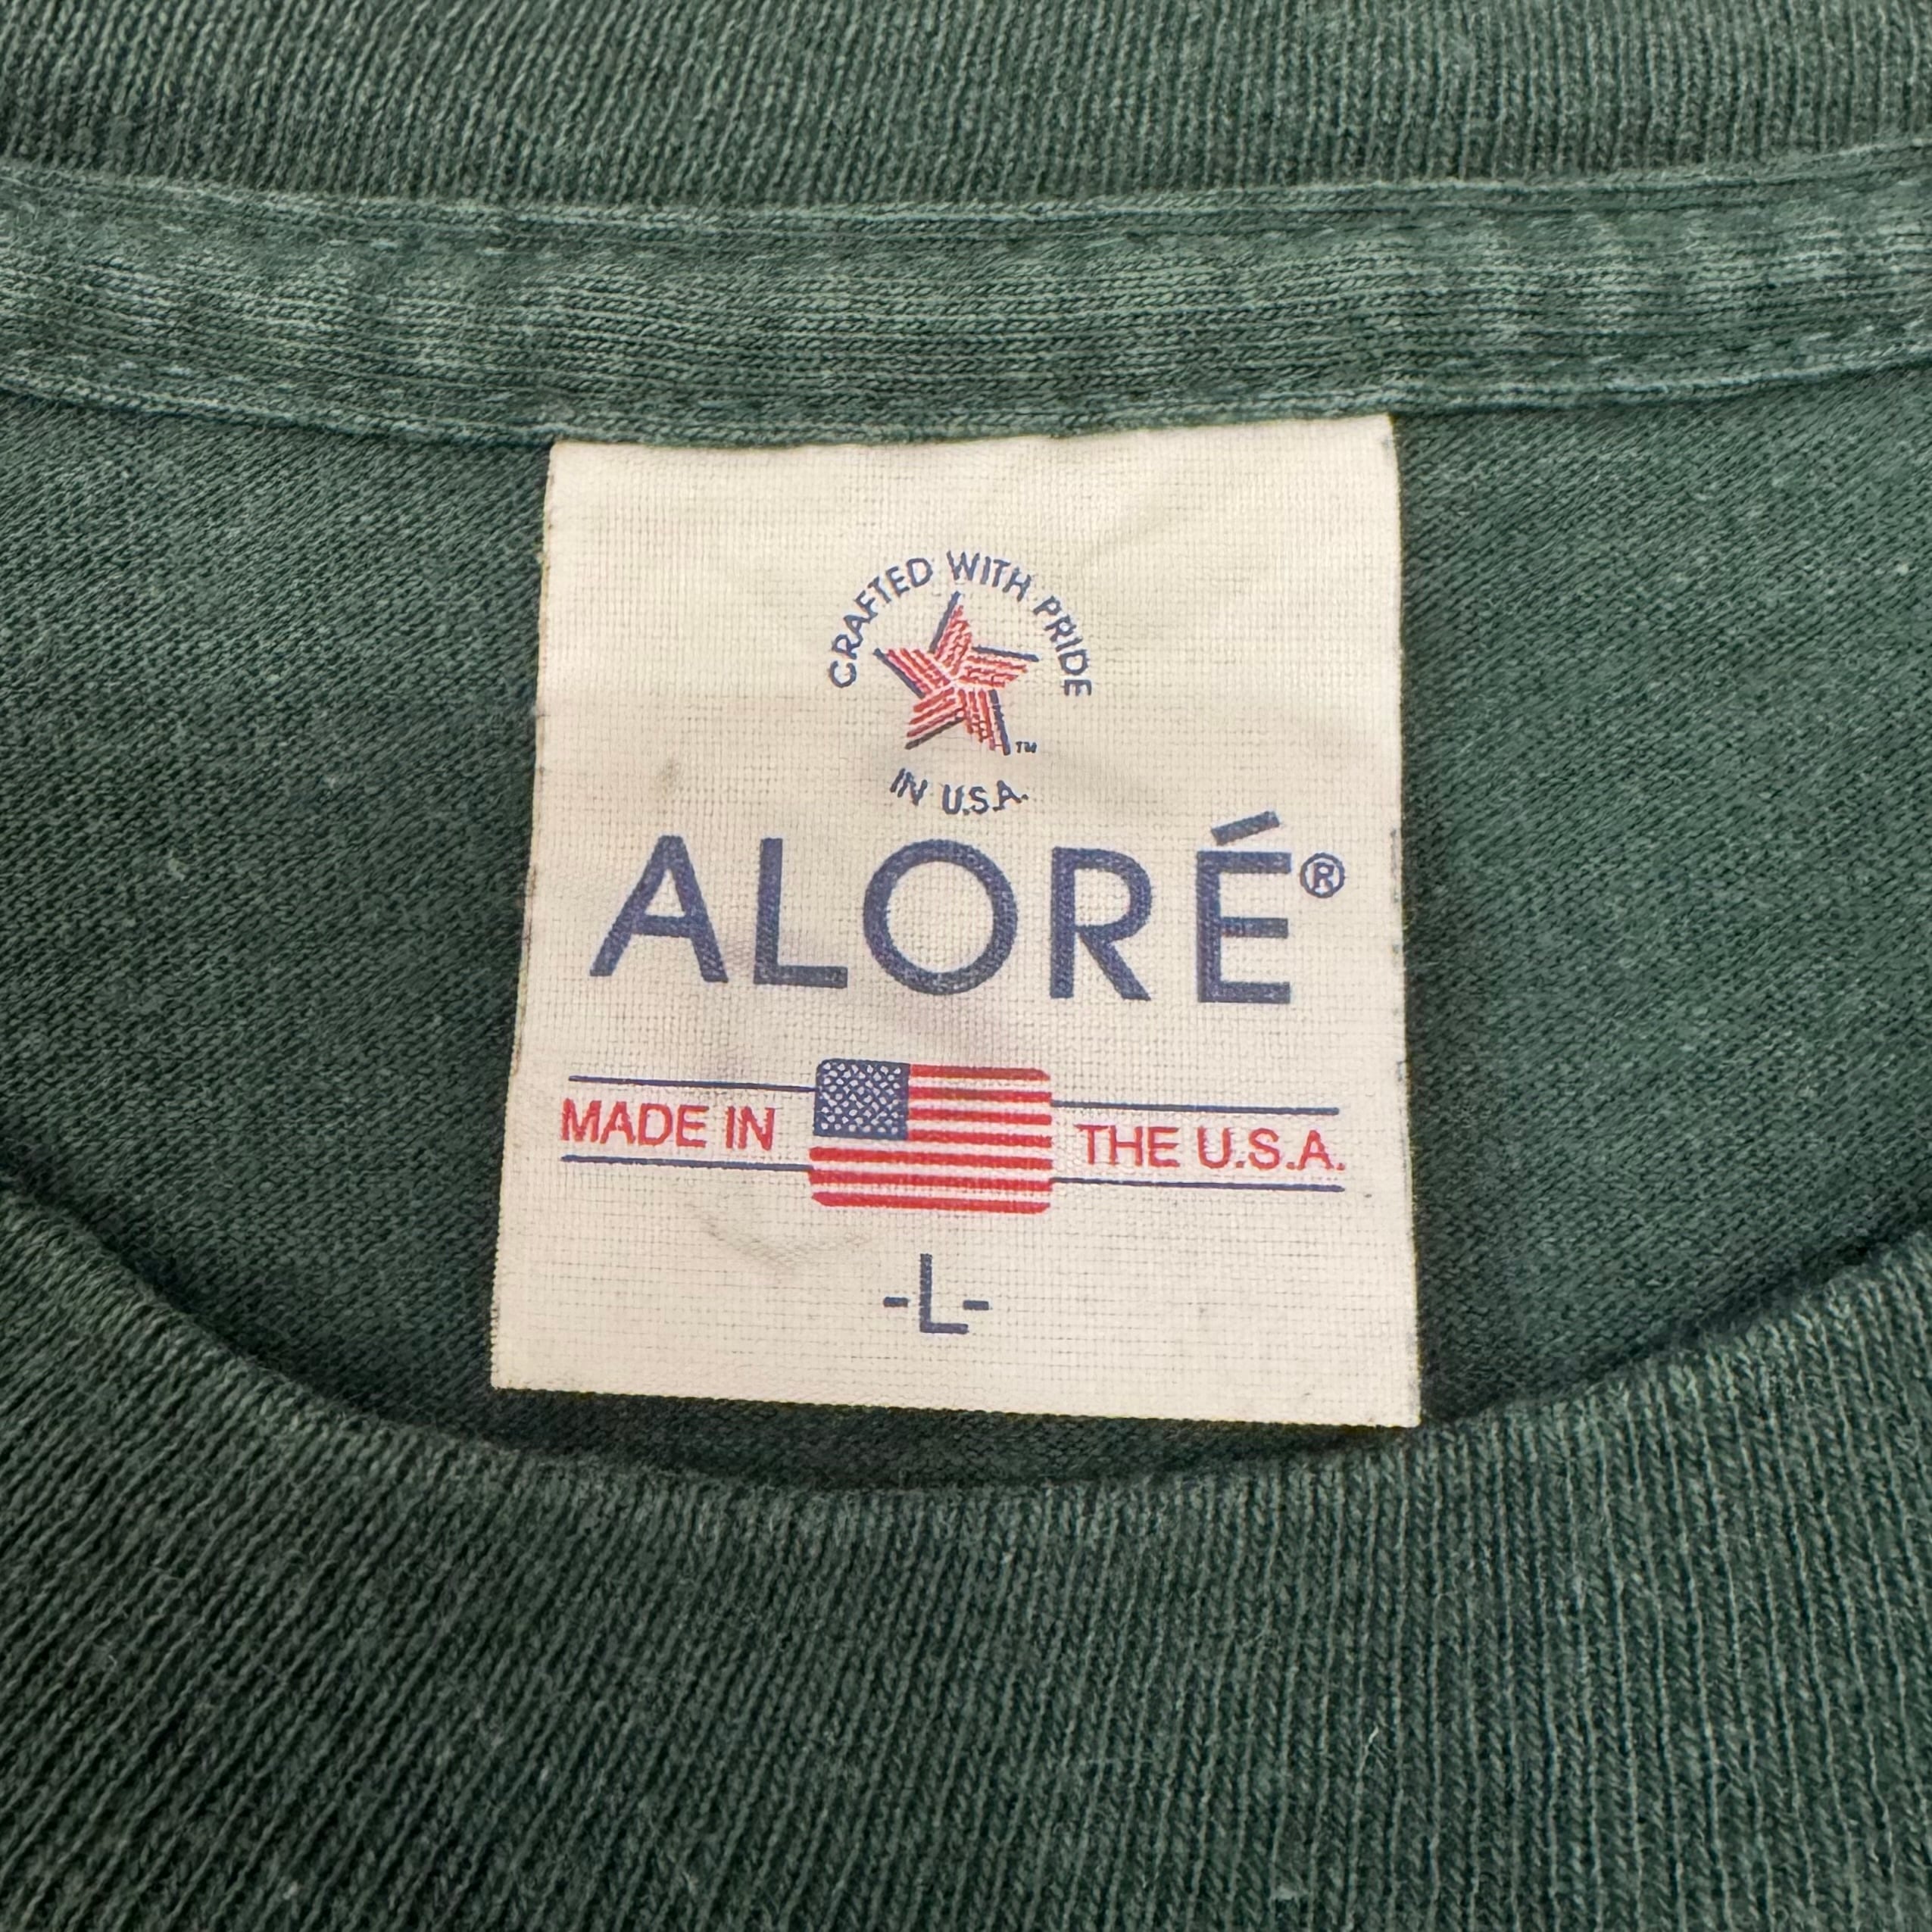 CRAFTED WITH PRIDE
™
IN U.S.A.
ALORÉ®
MADE IN THE U.S.A.
-L-